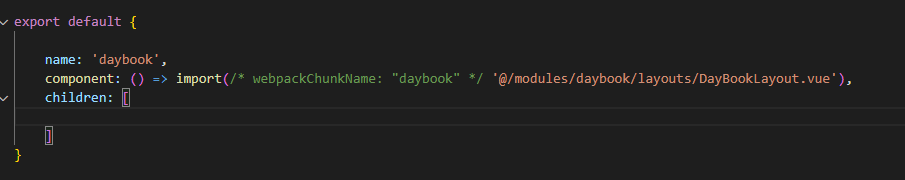 export default {
name: 'daybook',
component: () => import(/* webpackChunkName: "daybook" */ '@/modules/daybook/layouts/DayBookLayout.vue'),
children: [
]
}